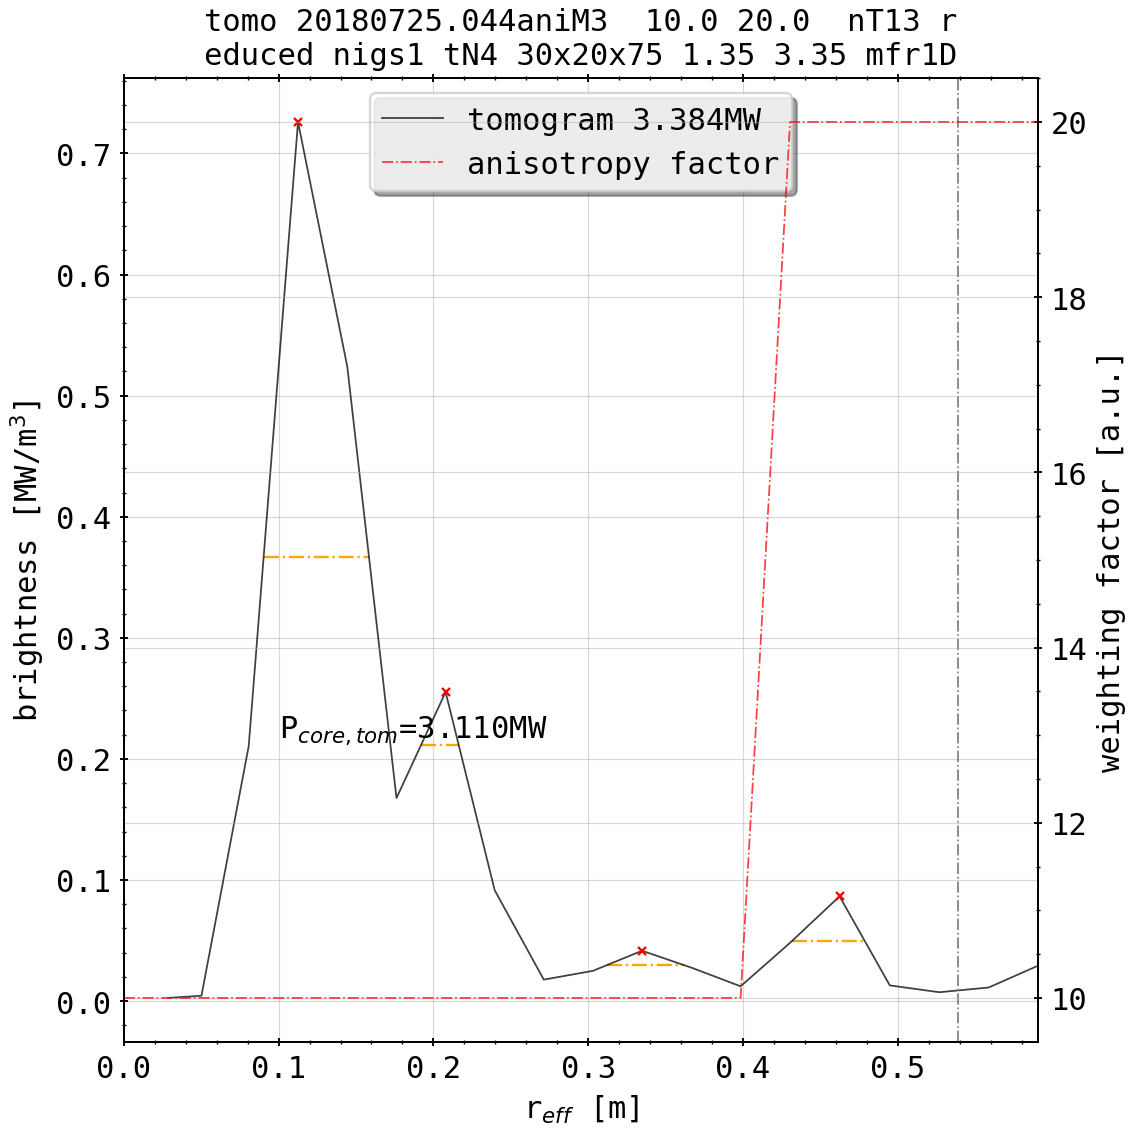 tomo 20180725.044aniM3  10.0 20.0  nT13 r
educed nigs1 tN4 30x20x75 1.35 3.35 mfr1D
tomogram 3.384MW
anisotropy factor
brightness [MW/m³]
0.7
0.6
0.5
0.4
0.3
0.2
0.1
0.0
P_core,tom=3.110MW
20
18
16
14
12
10
weighting factor [a.u.]
0.0 0.1 0.2 0.3 0.4 0.5
r_eff [m]